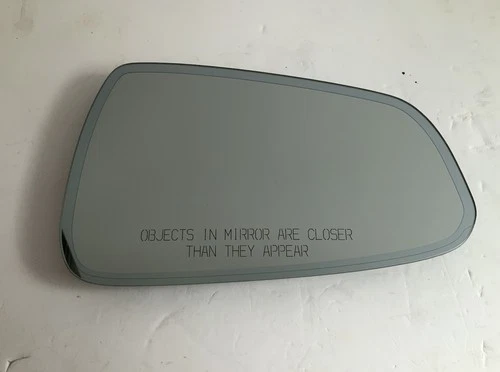 OBJECTS IN MIRROR ARE CLOSER
THAN THEY APPEAR